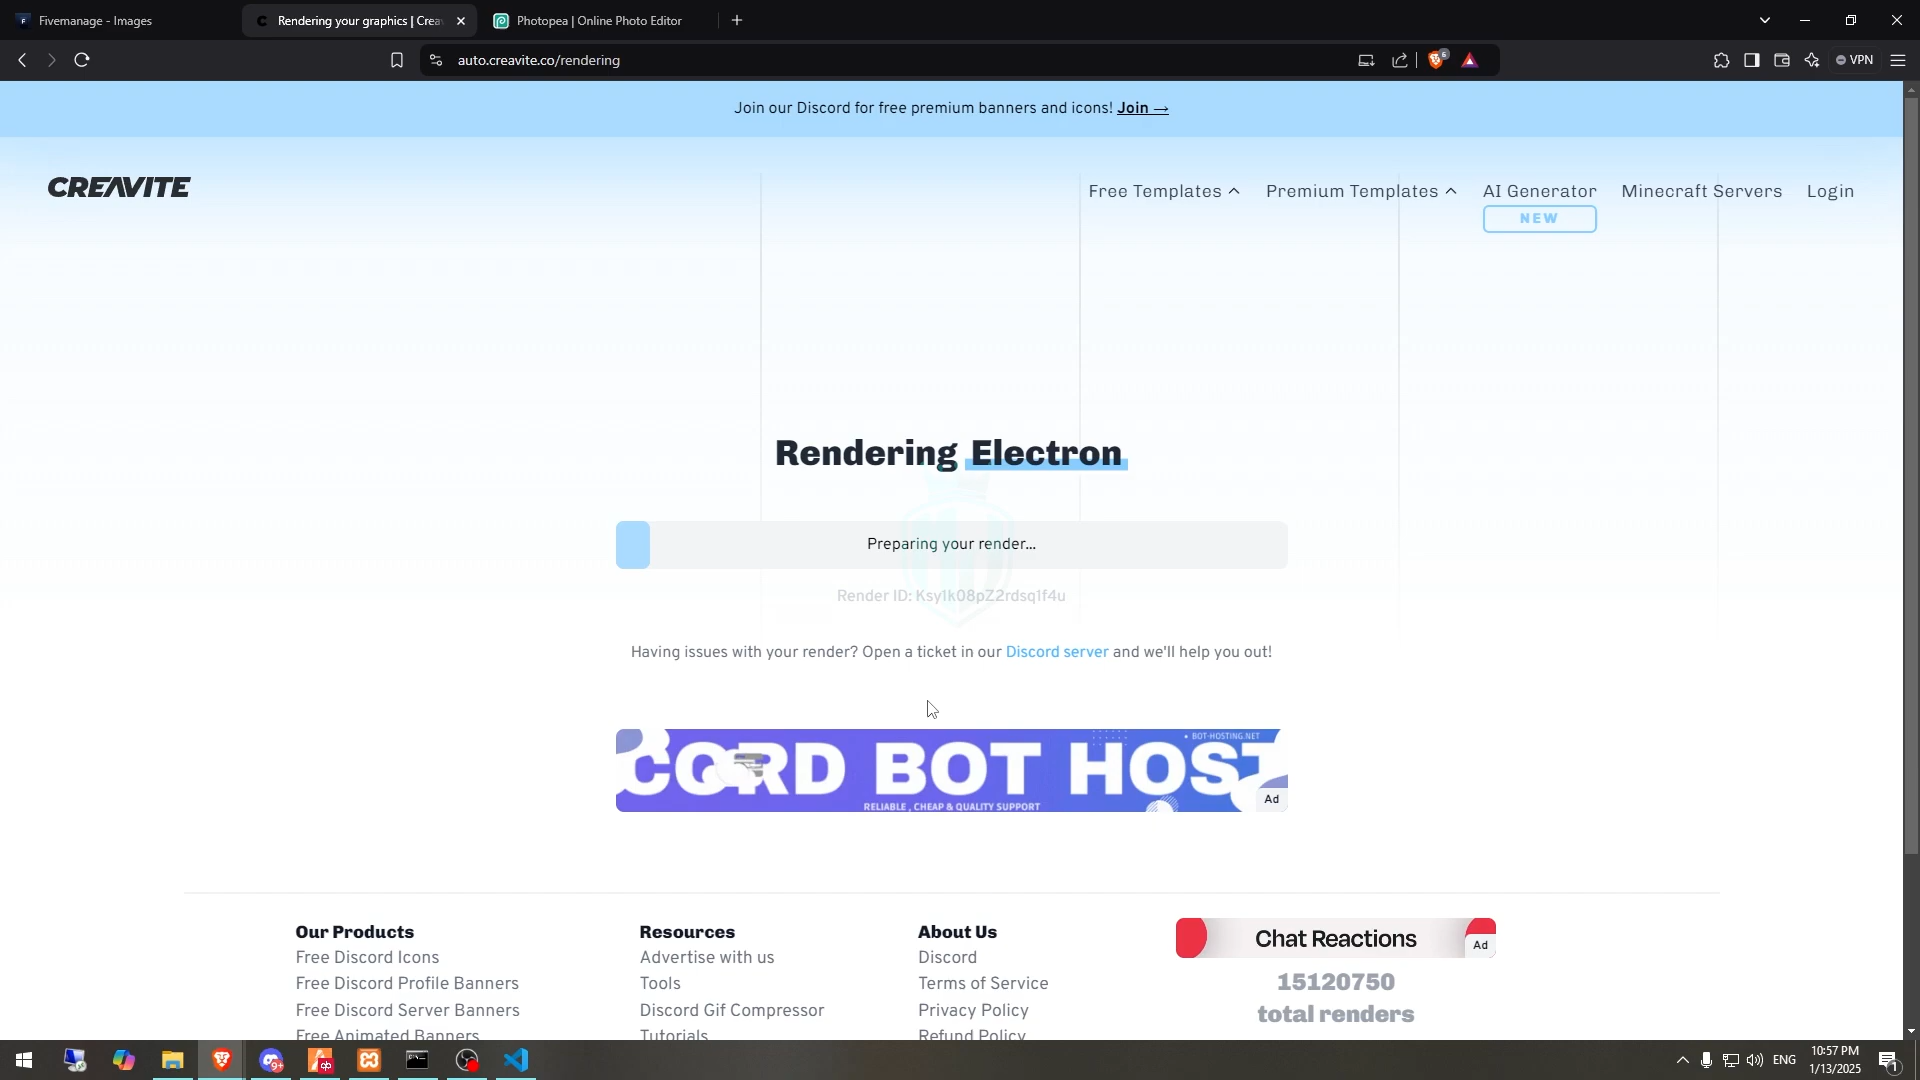 Fivemanage - Images
Rendering your graphics | Crea
Photopea | Online Photo Editor
auto.creavite.co/rendering
6
VPN
Join our Discord for free premium banners and icons! Join →
CREAVITE
Free Templates
Premium Templates
AI Generator
NEW
Minecraft Servers
Login
Rendering Electron
Preparing your render...
Render ID: Ksy1k08pZ2rdsq1f4u
Having issues with your render? Open a ticket in our Discord server and we'll help you out!
BOT-HOSTING.NET
CORD BOT HOST
RELIABLE , CHEAP & QUALITY SUPPORT
Ad
Our Products
Free Discord Icons
Free Discord Profile Banners
Free Discord Server Banners
Free Animated Banners
Resources
Advertise with us
Tools
Discord Gif Compressor
Tutorials
About Us
Discord
Terms of Service
Privacy Policy
Refund Policy
Chat Reactions
Ad
15120750
total renders
9+
ENG
10:57 PM
1/13/2025
1